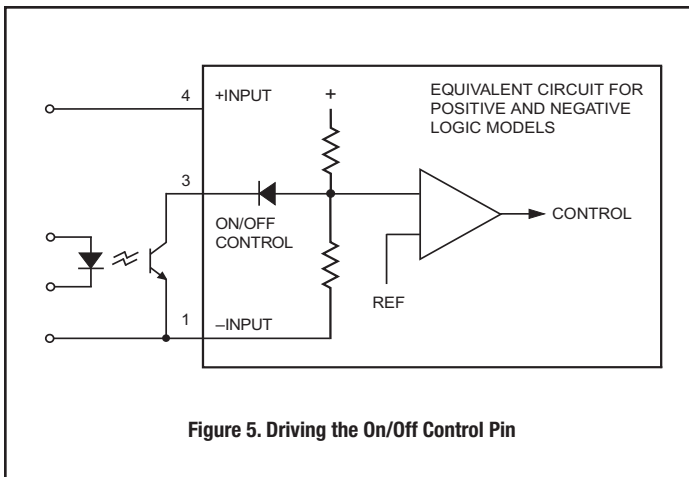 4 +INPUT
+
EQUIVALENT CIRCUIT FOR
POSITIVE AND NEGATIVE
LOGIC MODELS
3
ON/OFF
CONTROL
CONTROL
REF
1 –INPUT
Figure 5. Driving the On/Off Control Pin